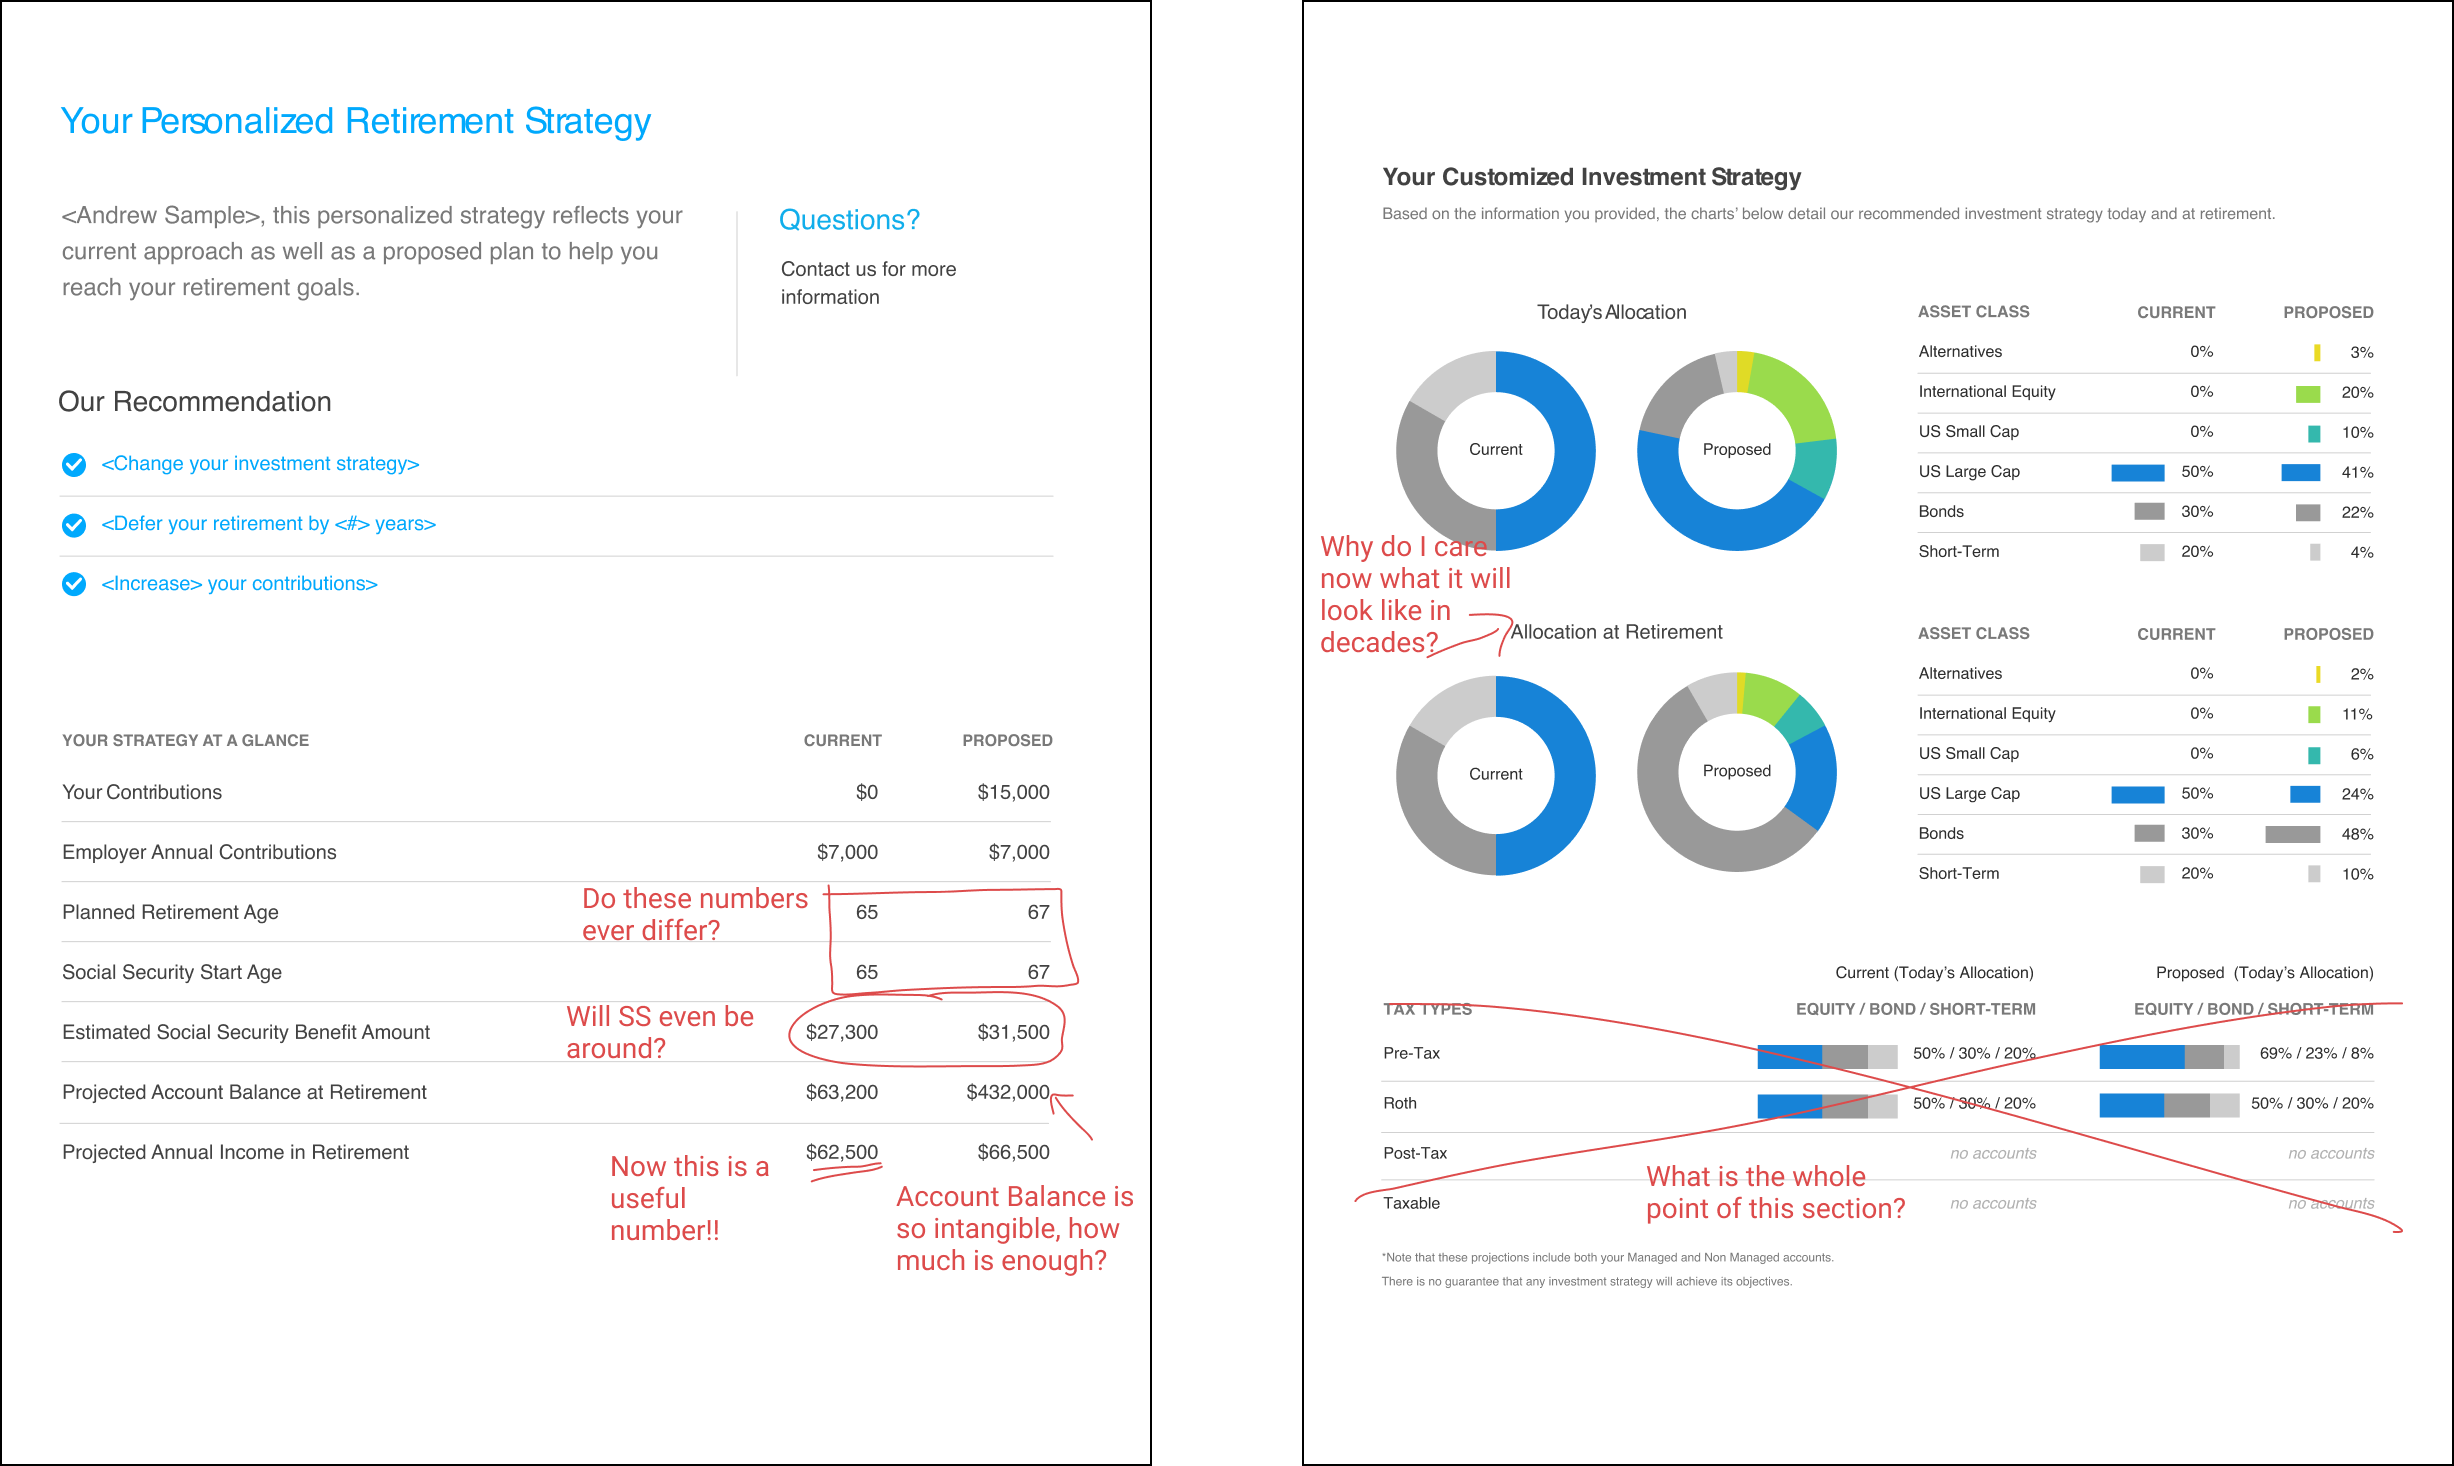 Your Personalized Retirement Strategy
<Andrew Sample>, this personalized strategy reflects your
current approach as well as a proposed plan to help you
reach your retirement goals.
Questions?
Contact us for more
information
Our Recommendation
<Change your investment strategy>
<Defer your retirement by <#> years>
<Increase> your contributions>
YOUR STRATEGY AT A GLANCE CURRENT PROPOSED
Your Contributions $0 $15,000
Employer Annual Contributions $7,000 $7,000
Do these numbers
ever differ?
Planned Retirement Age 65 67
Social Security Start Age 65 67
Will SS even be
around?
Estimated Social Security Benefit Amount $27,300 $31,500
Projected Account Balance at Retirement $63,200 $432,000
Projected Annual Income in Retirement $62,500 $66,500
Now this is a
useful
number!!
Account Balance is
so intangible, how
much is enough?
Your Customized Investment Strategy
Based on the information you provided, the charts' below detail our recommended investment strategy today and at retirement.
Today's Allocation
Current
Proposed
ASSET CLASS CURRENT PROPOSED
Alternatives 0% 3%
International Equity 0% 20%
US Small Cap 0% 10%
US Large Cap 50% 41%
Bonds 30% 22%
Short-Term 20% 4%
Why do I care
now what it will
look like in
decades?
Allocation at Retirement
Current
Proposed
ASSET CLASS CURRENT PROPOSED
Alternatives 0% 2%
International Equity 0% 11%
US Small Cap 0% 6%
US Large Cap 50% 24%
Bonds 30% 48%
Short-Term 20% 10%
Current (Today's Allocation) Proposed (Today's Allocation)
TAX TYPES EQUITY / BOND / SHORT-TERM EQUITY / BOND / SHORT-TERM
Pre-Tax 50% / 30% / 20% 69% / 23% / 8%
Roth 50% / 30% / 20% 50% / 30% / 20%
Post-Tax no accounts no accounts
Taxable no accounts no accounts
What is the whole
point of this section?
*Note that these projections include both your Managed and Non Managed accounts.
There is no guarantee that any investment strategy will achieve its objectives.